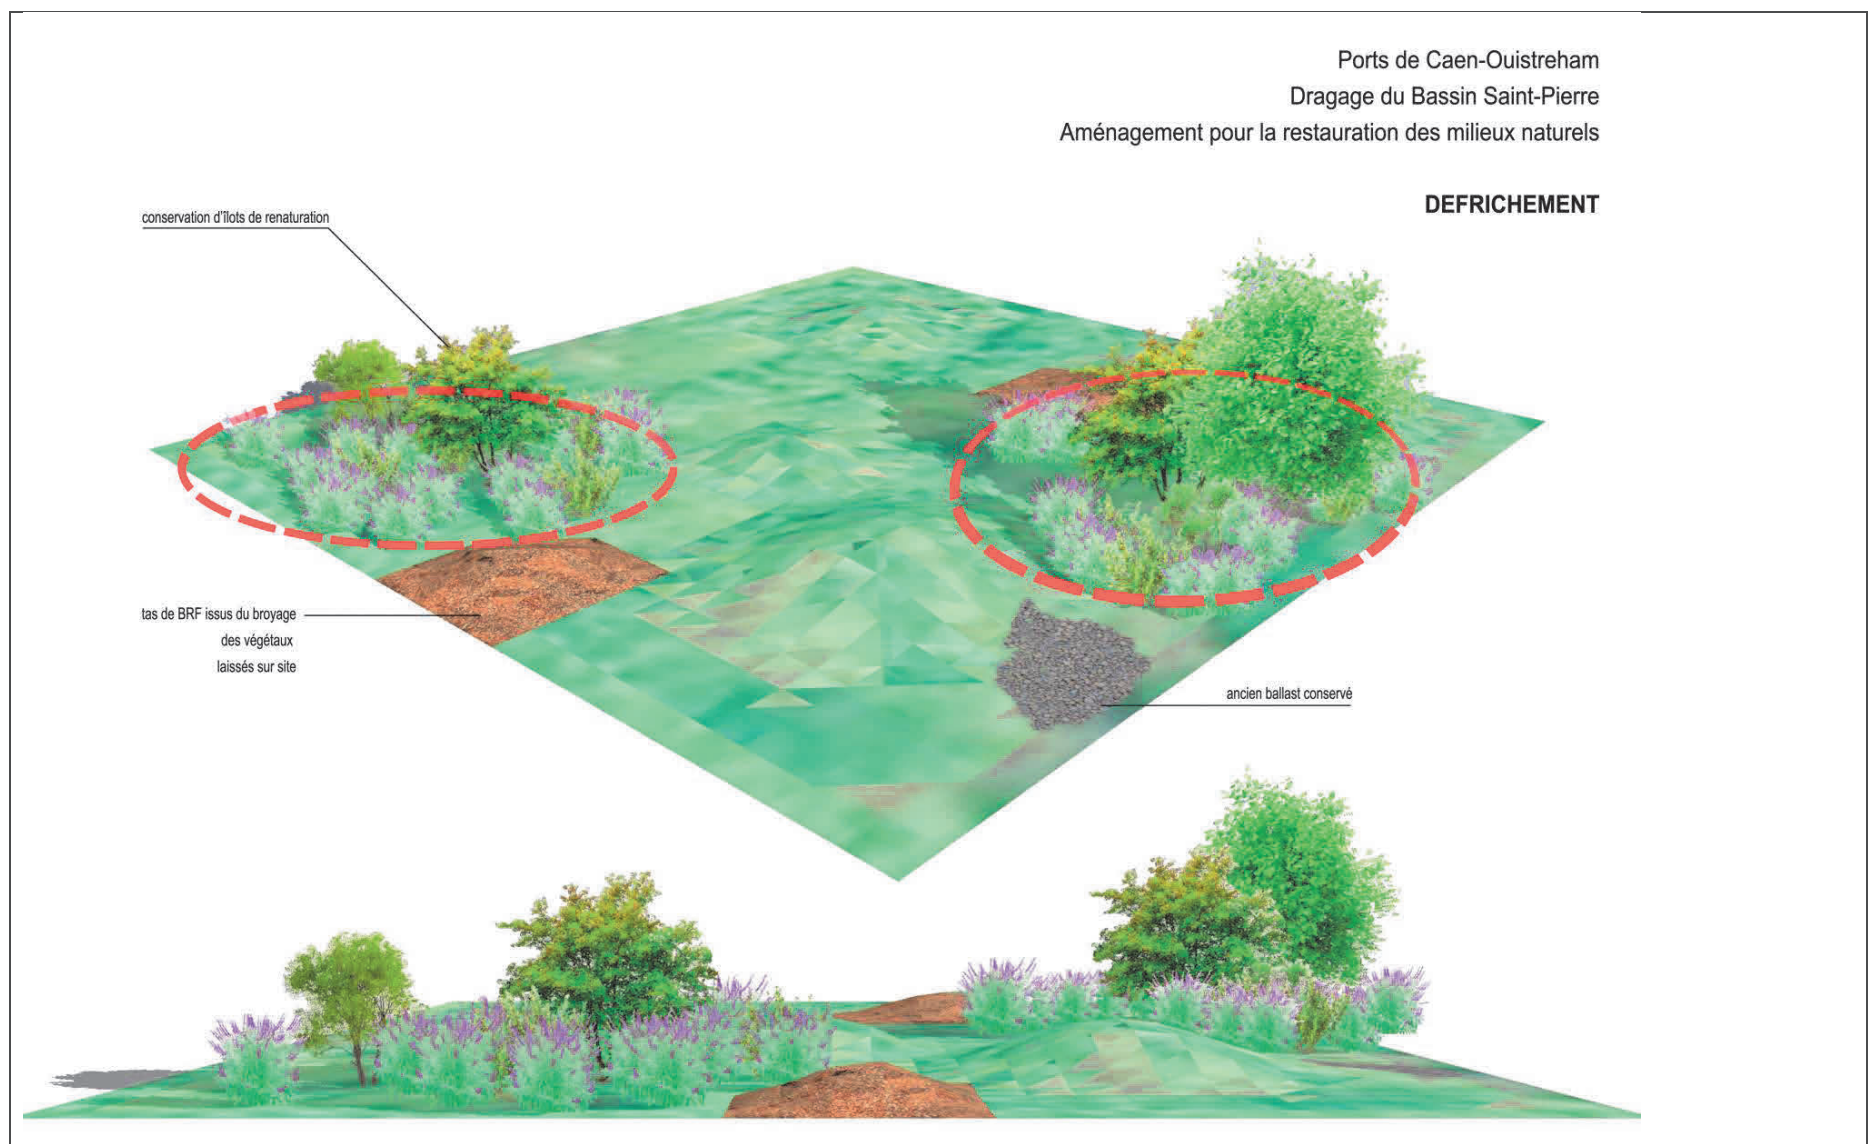 Ports de Caen-Ouistreham
Dragage du Bassin Saint-Pierre
Aménagement pour la restauration des milieux naturels
DEFRICHEMENT
conservation d'îlots de renaturation
tas de BRF issus du broyage
des végétaux
laissés sur site
ancien ballast conservé